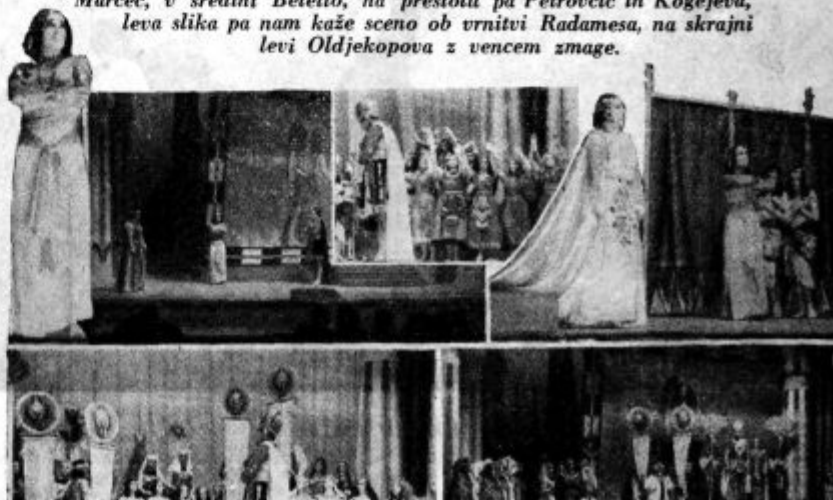 Marčec, v sredini Betetto, na prestolu pa Petrovčič in Kogejeva,
leva slika pa nam kaže sceno ob vrnitvi Radamesa, na skrajni
levi Oldjekopova z vencem zmage.